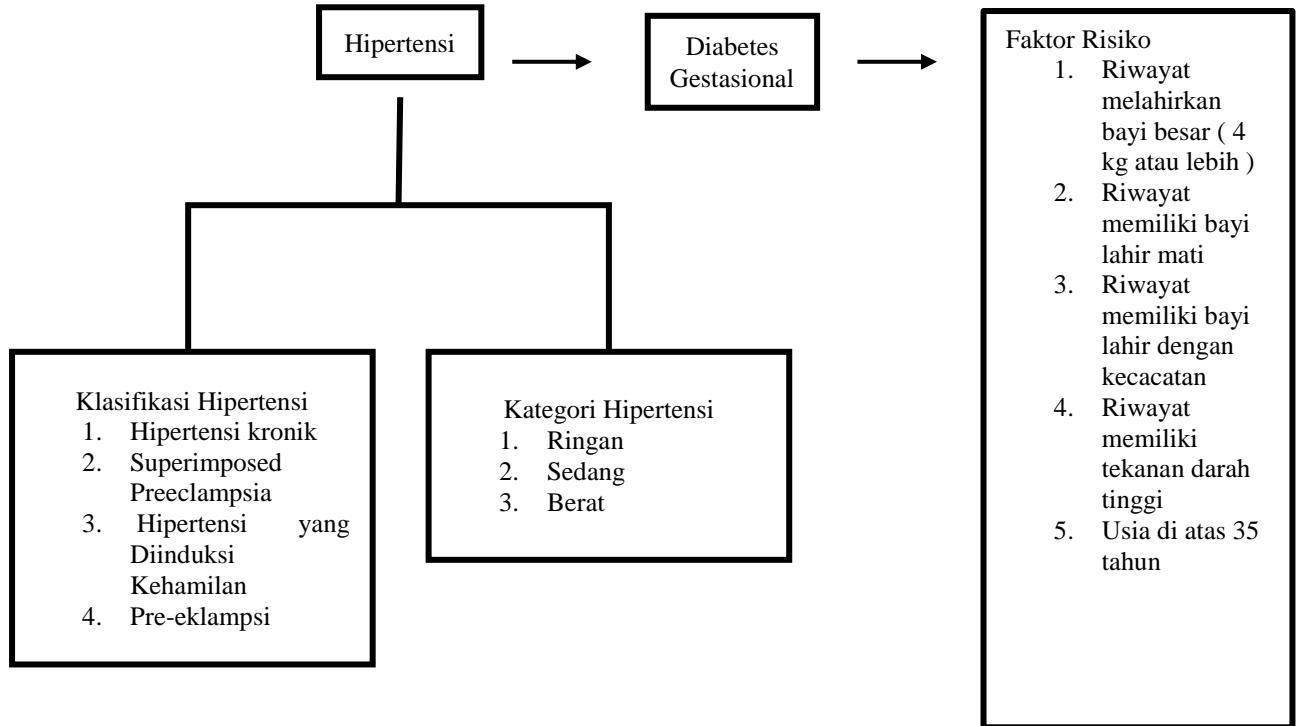 Hipertensi
Diabetes
Gestasional
Faktor Risiko
1. Riwayat
melahirkan
bayi besar ( 4
kg atau lebih )
2. Riwayat
memiliki bayi
lahir mati
3. Riwayat
memiliki bayi
lahir dengan
kecacatan
4. Riwayat
memiliki
tekanan darah
tinggi
5. Usia di atas 35
tahun
Klasifikasi Hipertensi
1. Hipertensi kronik
2. Superimposed
Preeclampsia
3. Hipertensi yang
Diinduksi
Kehamilan
4. Pre-eklampsi
Kategori Hipertensi
1. Ringan
2. Sedang
3. Berat